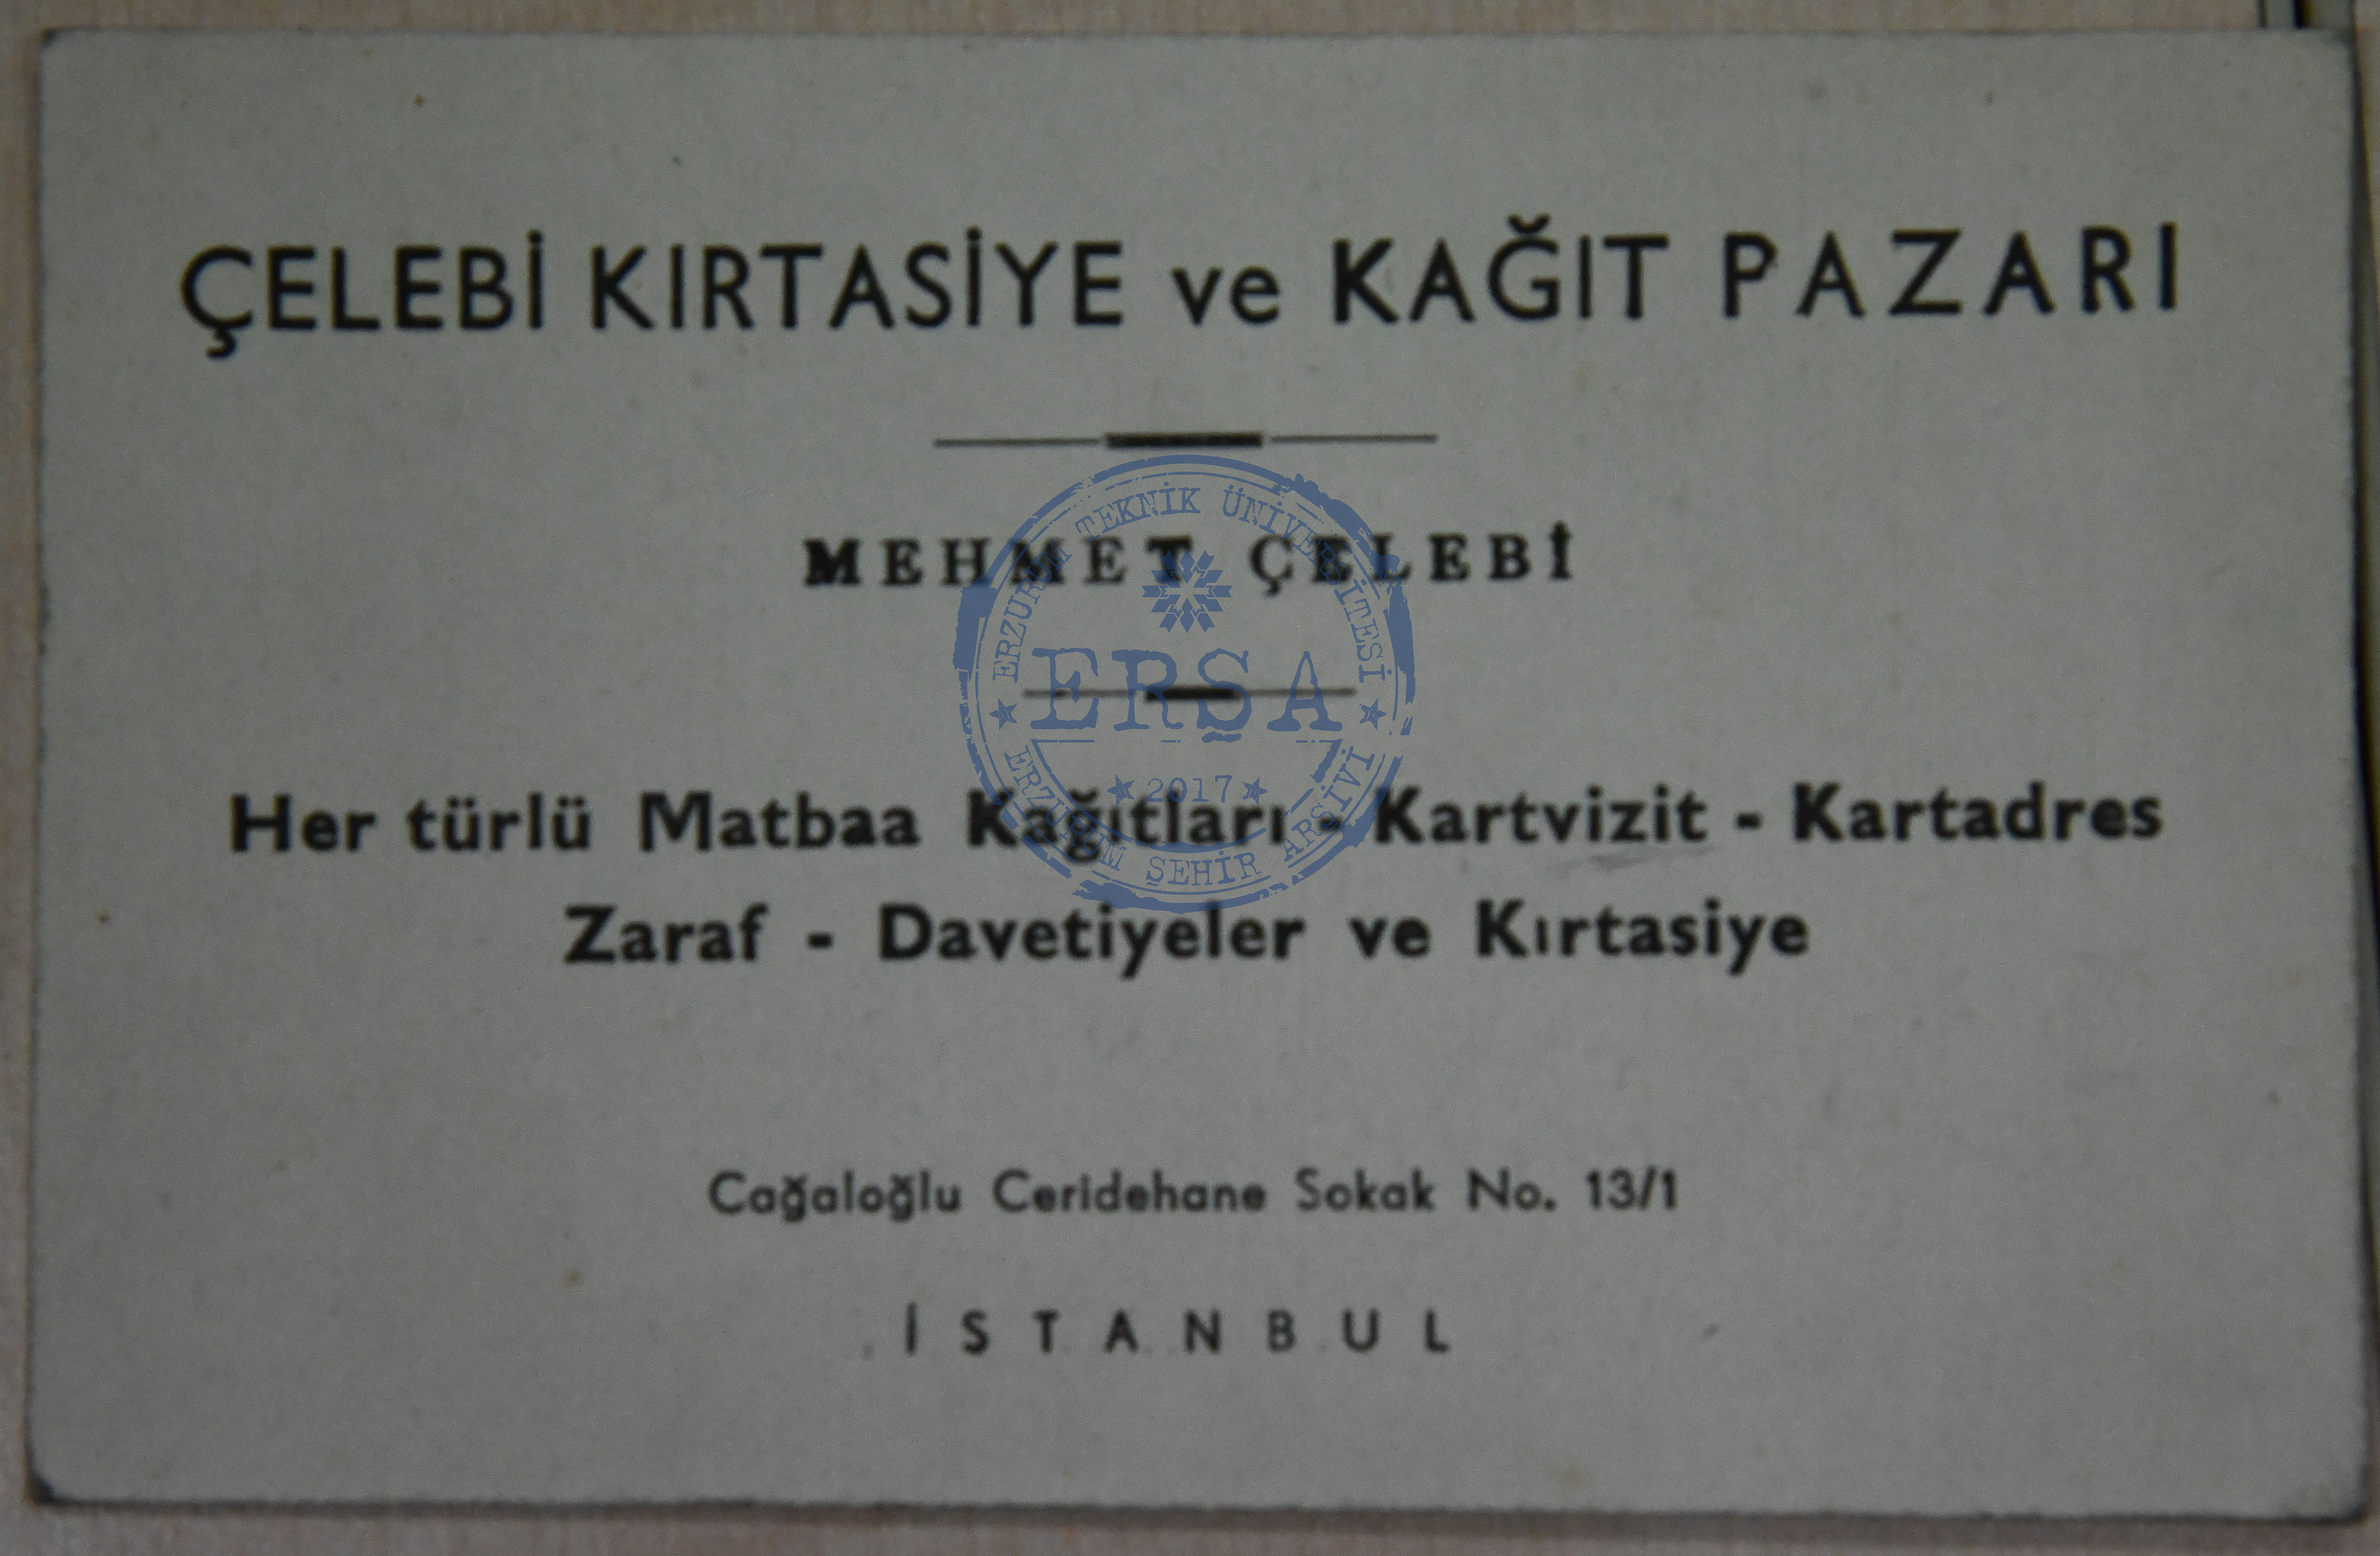 ÇELEBİ KIRTASİYE ve KAĞIT PAZARI
MEHMET ÇELEBİ
ERZURUM TEKNİK ÜNİVERSİTESİ
ERŞA
2017
ERZURUM ŞEHİR ARŞİVİ
Her türlü Matbaa Kağıtları - Kartvizit - Kartadres
Zaraf - Davetiyeler ve Kırtasiye
Cağaloğlu Ceridehane Sokak No. 13/1
İSTANBUL